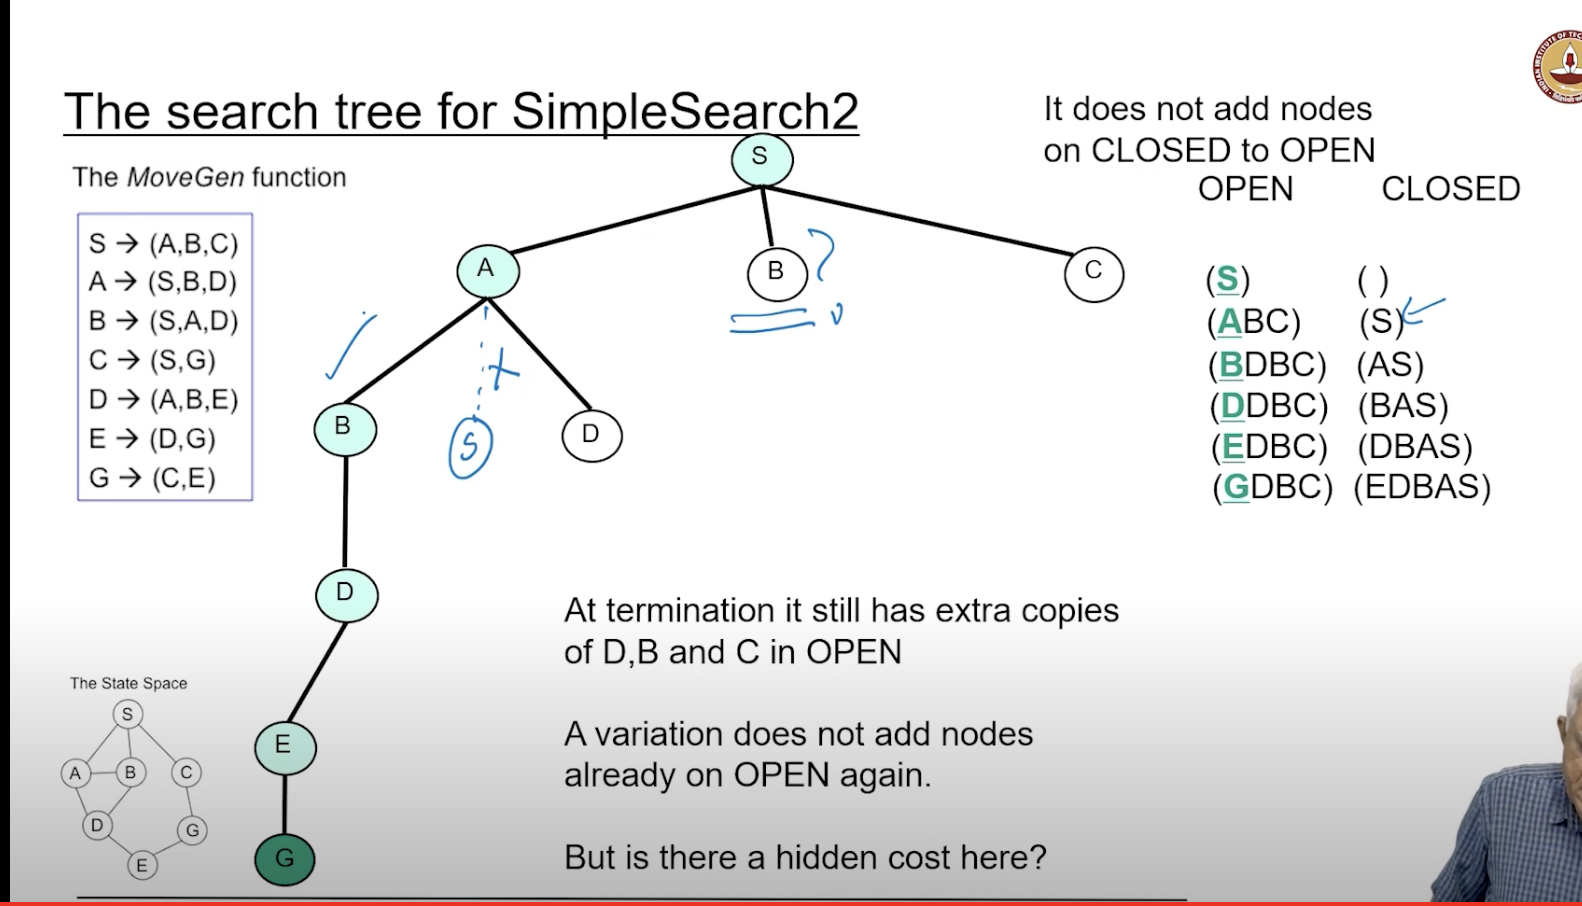 The search tree for SimpleSearch2
It does not add nodes
on CLOSED to OPEN
OPEN CLOSED
The MoveGen function
S → (A,B,C)
A → (S,B,D)
B → (S,A,D)
C → (S,G)
D → (A,B,E)
E → (D,G)
G → (C,E)
S
A
B ?
C
B
S
D
D
E
G
(S) ( )
(ABC) (S)
(BDBC) (AS)
(DDBC) (BAS)
(EDBC) (DBAS)
(GDBC) (EDBAS)
At termination it still has extra copies
of D,B and C in OPEN
A variation does not add nodes
already on OPEN again.
But is there a hidden cost here?
The State Space
S
A B C
D G
E